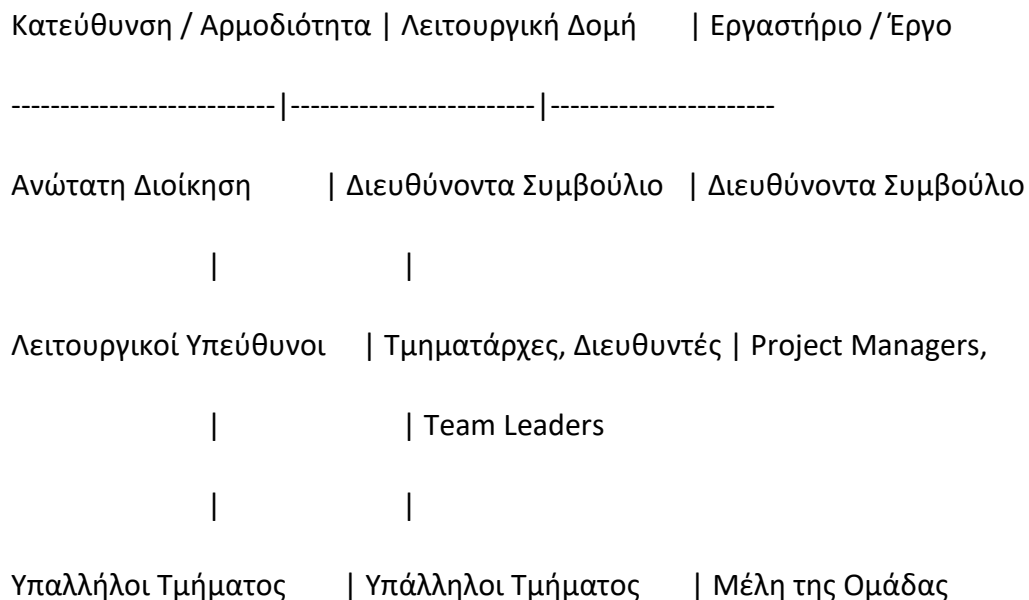 Κατεύθυνση / Αρμοδιότητα | Λειτουργική Δομή | Εργαστήριο / Έργο
---------------------------|-------------------------|-----------------------
Ανώτατη Διοίκηση | Διευθύνοντα Συμβούλιο | Διευθύνοντα Συμβούλιο
| |
Λειτουργικοί Υπεύθυνοι | Τμηματάρχες, Διευθυντές | Project Managers,
| | Team Leaders
| |
Υπαλλήλοι Τμήματος | Υπάλληλοι Τμήματος | Μέλη της Ομάδας